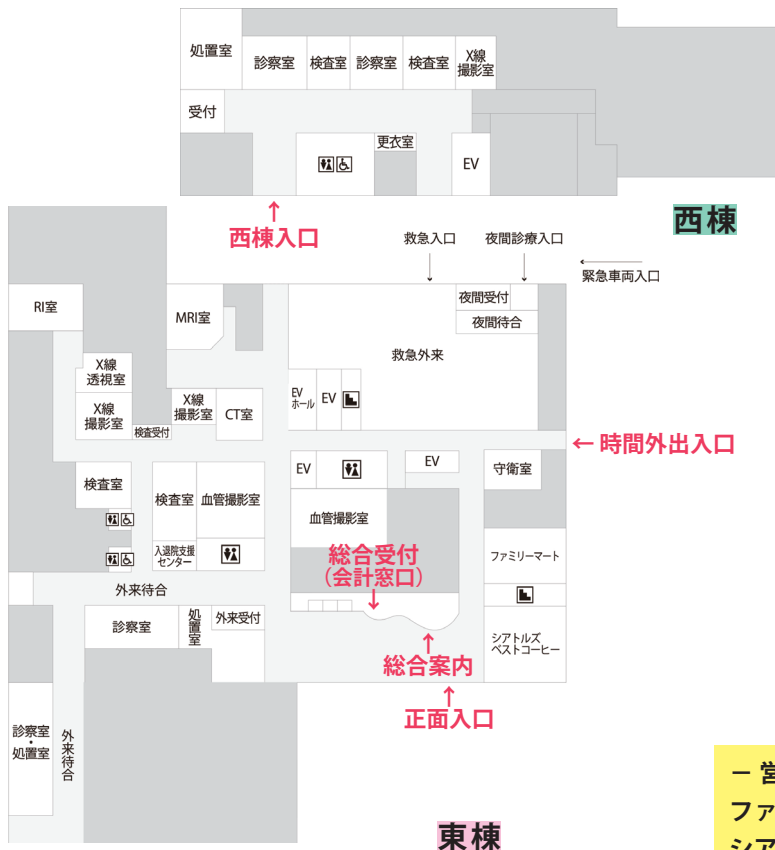 処置室
診察室
検査室
診察室
検査室
X線
撮影室
受付
更衣室
EV
西棟入口
西棟
救急入口
夜間診療入口
緊急車両入口
RI室
MRI室
夜間受付
夜間待合
救急外来
X線
透視室
X線
撮影室
検査受付
X線
撮影室
CT室
EV
ホール
EV
← 時間外出入口
検査室
検査室
血管撮影室
EV
EV
守衛室
血管撮影室
入退院支援
センター
ファミリーマート
総合受付
（会計窓口）
外来待合
診察室
処置室
外来受付
シアトルズ
ベストコーヒー
総合案内
正面入口
診察室
・
処置室
外来待合
東棟
− 営
ファ
シア